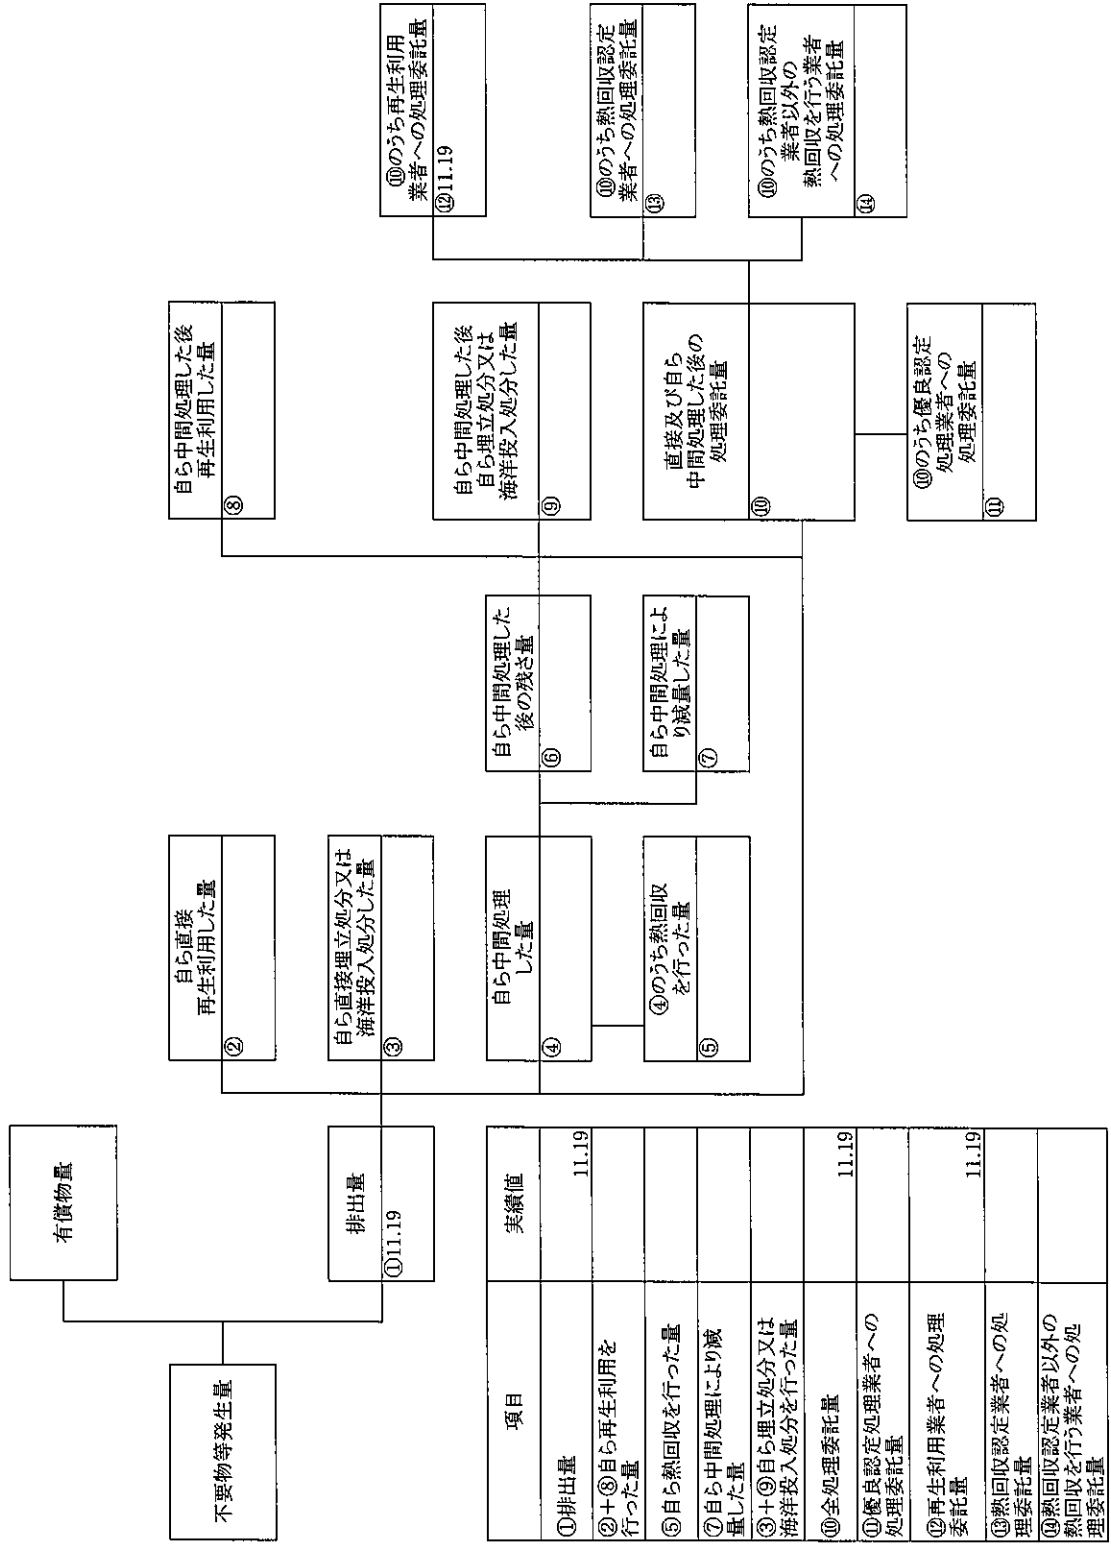 不要物等発生量
有償物量
排出量
①11.19
自ら直接
再生利用した量
②
自ら直接埋立処分又は
海洋投入処分した量
③
自ら中間処理
した量
④
④のうち熱回収
を行った量
⑤
自ら中間処理した
後の残さ量
⑥
自ら中間処理によ
り減量した量
⑦
自ら中間処理した後
再生利用した量
⑧
自ら中間処理した後
自ら埋立処分又は
海洋投入処分した量
⑨
直接及び自ら
中間処理した後の
処理委託量
⑩
⑩のうち優良認定
処理業者への
処理委託量
⑪
⑩のうち再生利用
業者への処理委託量
⑫11.19
⑩のうち熱回収認定
業者への処理委託量
⑬
⑩のうち熱回収認定
業者以外の
熱回収を行う業者
への処理委託量
⑭
項目 実績値
①排出量 11.19
②+⑧自ら再生利用を
行った量
⑤自ら熱回収を行った量
⑦自ら中間処理により減
量した量
③+⑨自ら埋立処分又は
海洋投入処分を行った量
⑩全処理委託量 11.19
⑪優良認定処理業者への
処理委託量
⑫再生利用業者への処理
委託量 11.19
⑬熱回収認定業者への処
理委託量
⑭熱回収認定業者以外の
熱回収を行う業者への処
理委託量